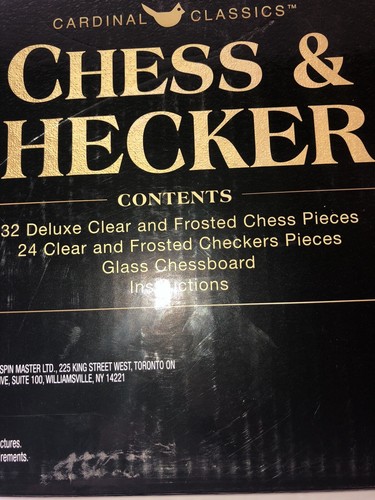 CARDINAL CLASSICS™
CHESS &
HECKER
CONTENTS
32 Deluxe Clear and Frosted Chess Pieces
24 Clear and Frosted Checkers Pieces
Glass Chessboard
Instructions
SPIN MASTER LTD., 225 KING STREET WEST, TORONTO ON
VE, SUITE 100, WILLIAMSVILLE, NY 14221
ctures.
rements.